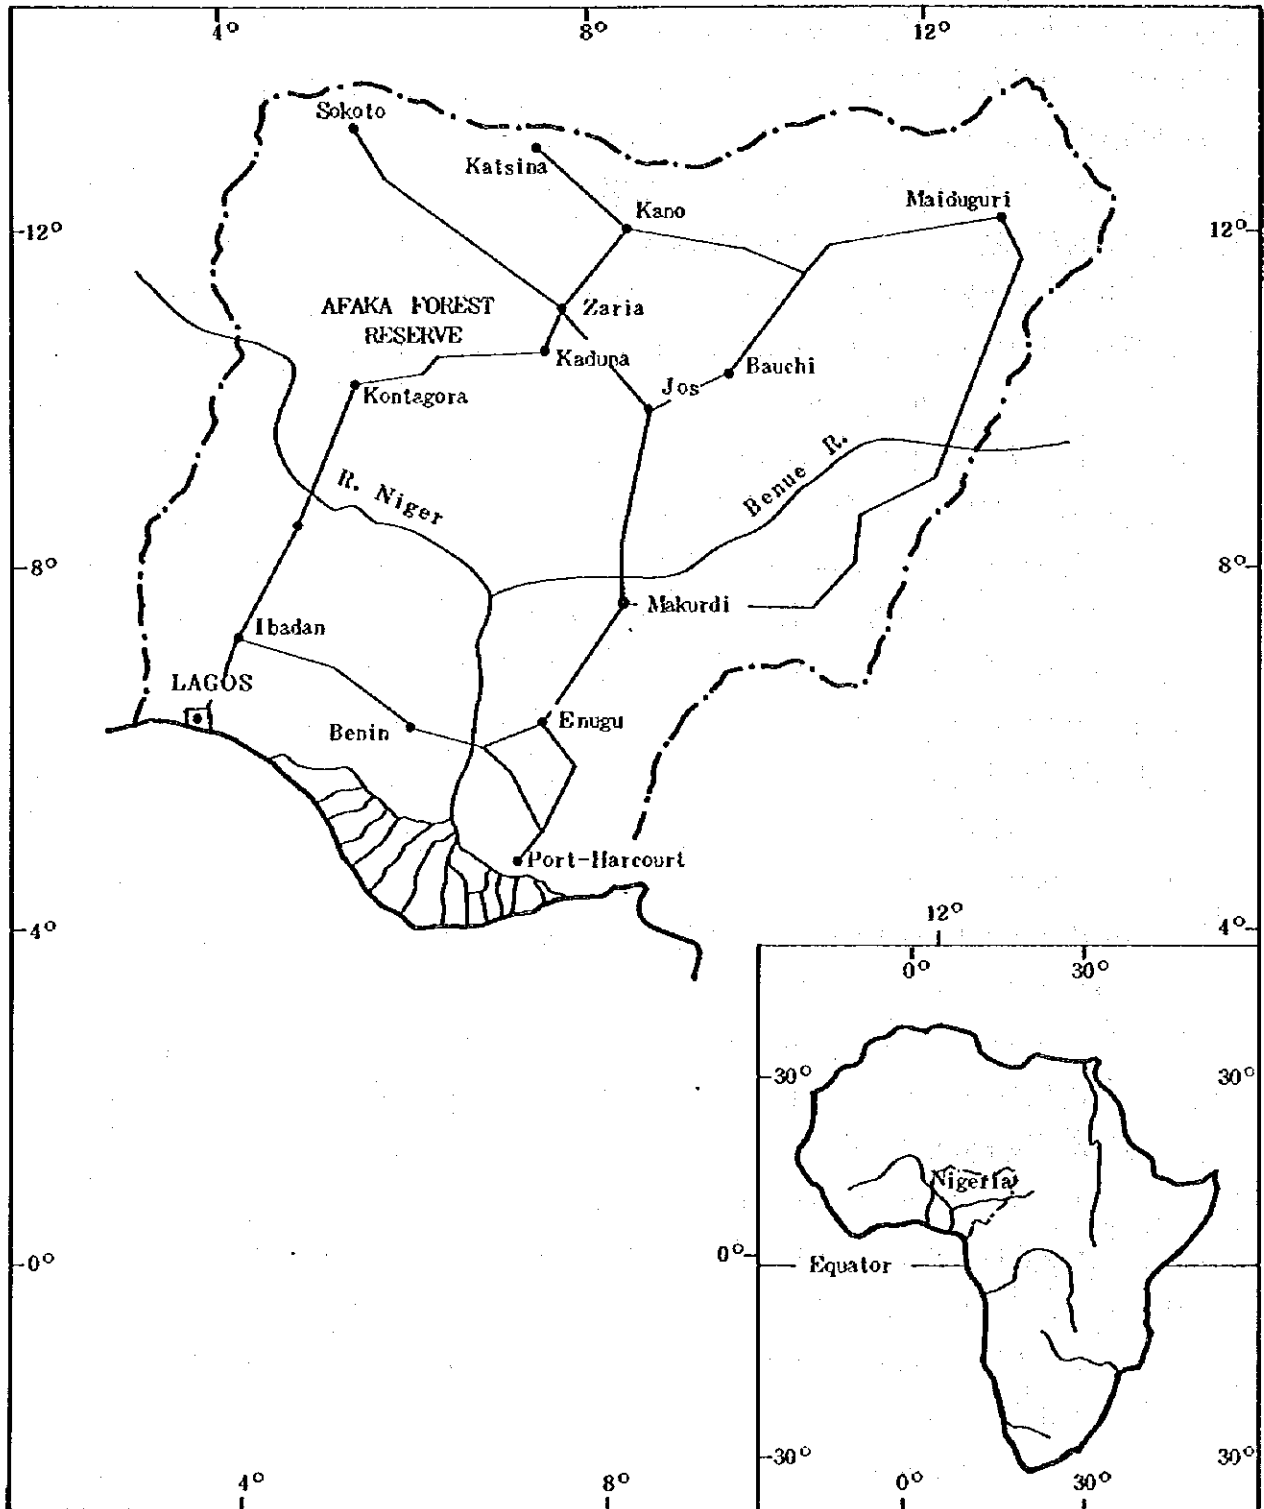 4° 8° 12°
Sokoto
Katsina
Kano
Maiduguri
12° 12°
AFAKA FOREST
RESERVE
Zaria
Kaduna
Bauchi
Jos
Kontagora
R. Niger
Benue R.
8° 8°
Makurdi
Ibadan
LAGOS
Enugu
Benin
Port-Harcourt
12°
4° 4°
0° 30°
30° 30°
Nigeria
0°
Equator
0°
30° 30°
4° 8° 0° 30°